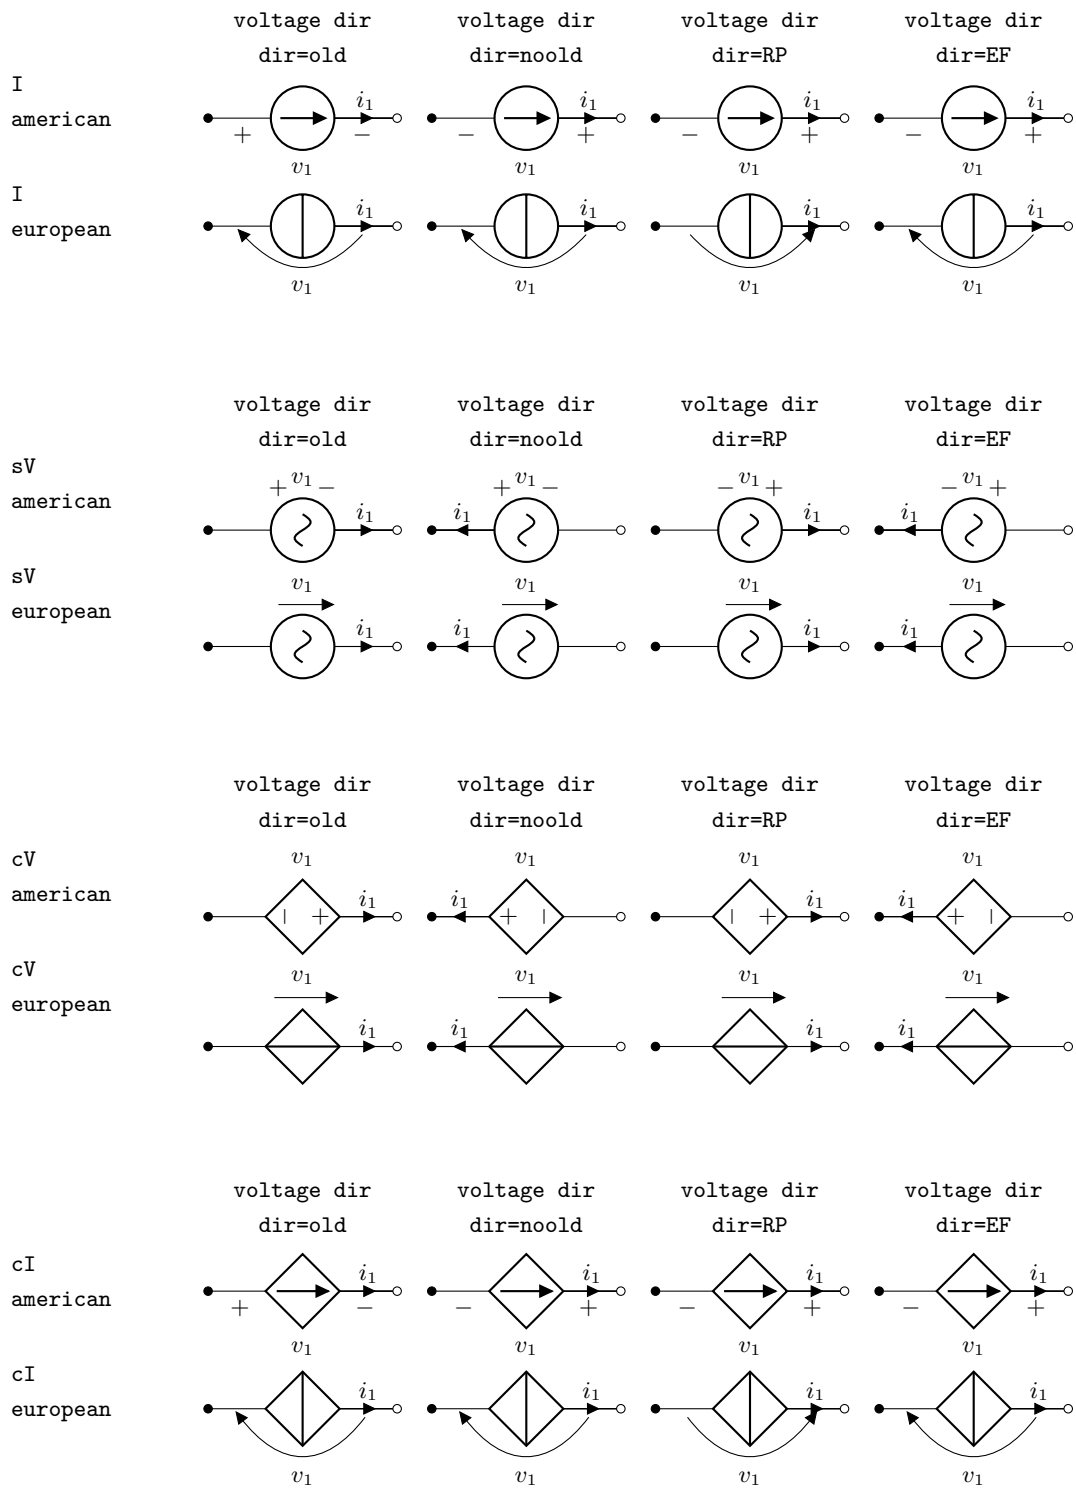 voltage dir voltage dir voltage dir voltage dir
dir=old dir=noold dir=RP dir=EF
I
american
i₁ i₁ i₁ i₁
+ − − + − + − +
v₁ v₁ v₁ v₁
I
european
i₁ i₁ i₁ i₁
v₁ v₁ v₁ v₁
voltage dir voltage dir voltage dir voltage dir
dir=old dir=noold dir=RP dir=EF
sV
american
+ v₁ − + v₁ − − v₁ + − v₁ +
i₁ i₁ i₁ i₁
sV
european
v₁ v₁ v₁ v₁
i₁ i₁ i₁ i₁
voltage dir voltage dir voltage dir voltage dir
dir=old dir=noold dir=RP dir=EF
cV
american
v₁ v₁ v₁ v₁
i₁ i₁ i₁ i₁
− + + − − + + −
cV
european
v₁ v₁ v₁ v₁
i₁ i₁ i₁ i₁
voltage dir voltage dir voltage dir voltage dir
dir=old dir=noold dir=RP dir=EF
cI
american
i₁ i₁ i₁ i₁
+ − − + − + − +
v₁ v₁ v₁ v₁
cI
european
i₁ i₁ i₁ i₁
v₁ v₁ v₁ v₁